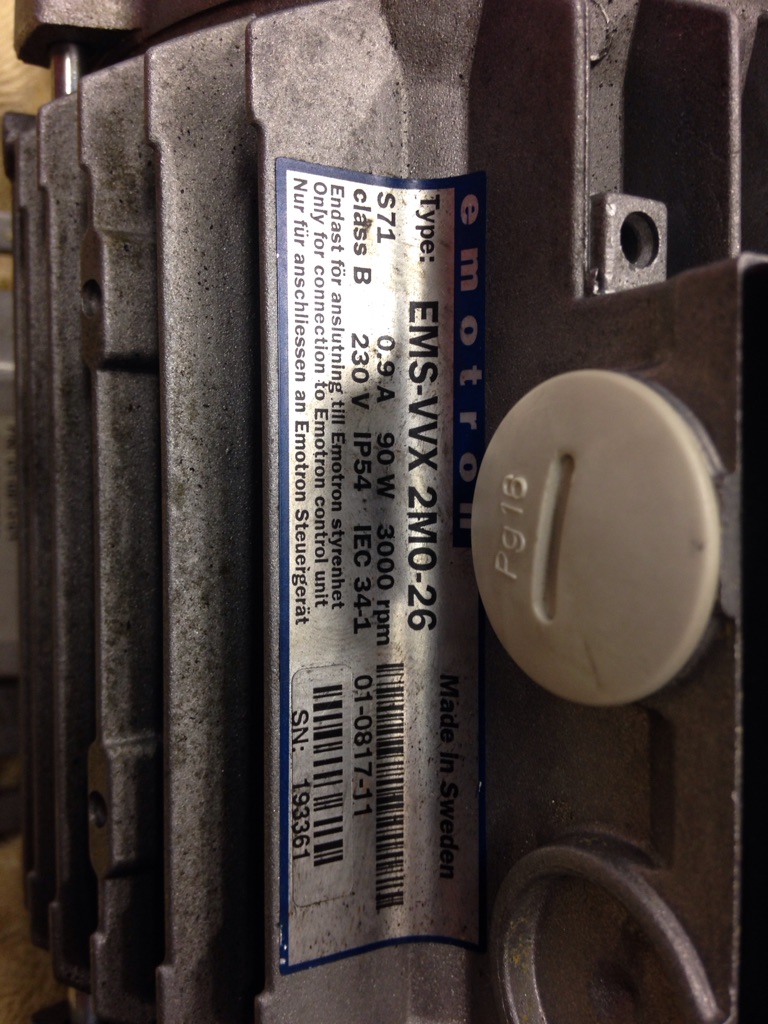 emotron
Type: EMS-VVX 2M0-26 Made in Sweden
S71 0,9 A 90 W 3000 rpm
class B 230 V IP54 IEC 34-1 01-0817-11
Endast för anslutning till Emotron styrenhet
Only for connection to Emotron control unit
Nur für anschliessen an Emotron Steuergerät
SN: 193361
Pg 16